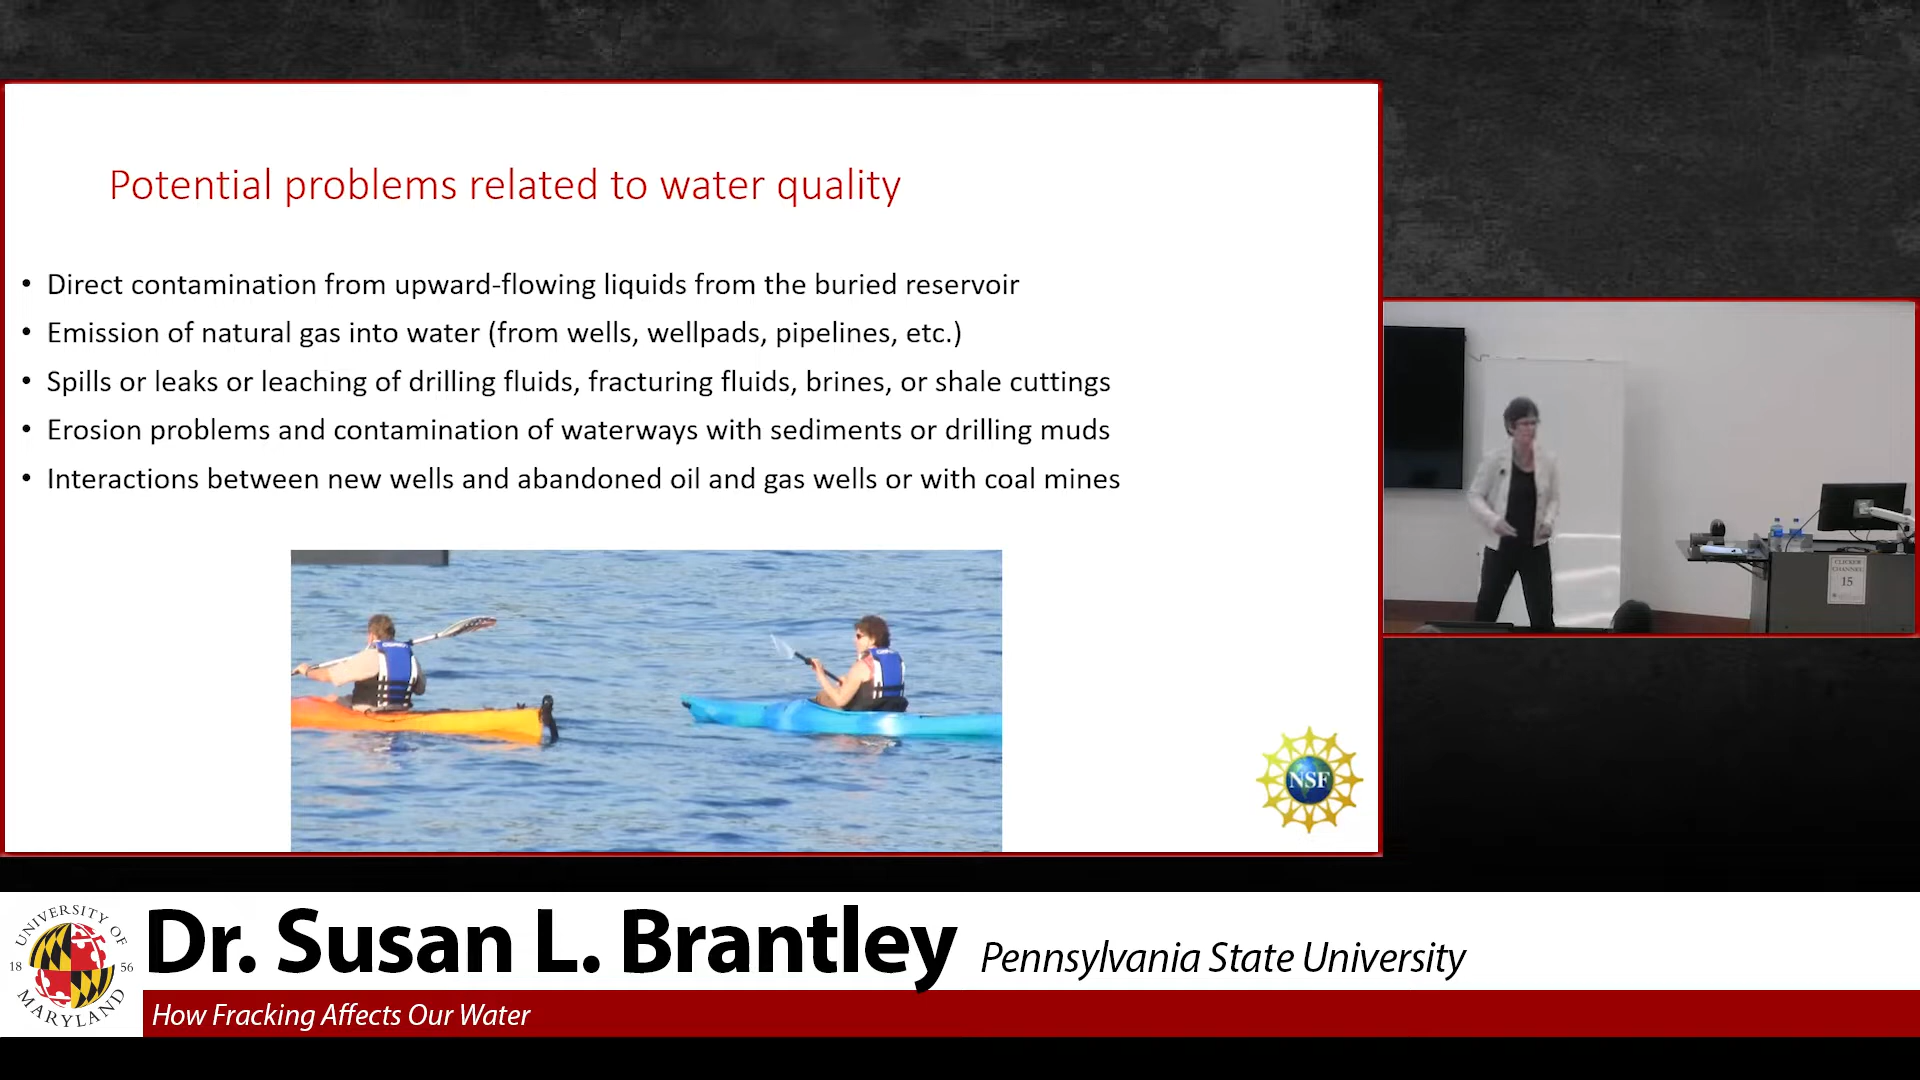 Potential problems related to water quality
• Direct contamination from upward-flowing liquids from the buried reservoir
• Emission of natural gas into water (from wells, wellpads, pipelines, etc.)
• Spills or leaks or leaching of drilling fluids, fracturing fluids, brines, or shale cuttings
• Erosion problems and contamination of waterways with sediments or drilling muds
• Interactions between new wells and abandoned oil and gas wells or with coal mines
NSF
CLICKER
CHANNEL
15
UNIVERSITY OF
18 56
MARYLAND
Dr. Susan L. Brantley Pennsylvania State University
How Fracking Affects Our Water